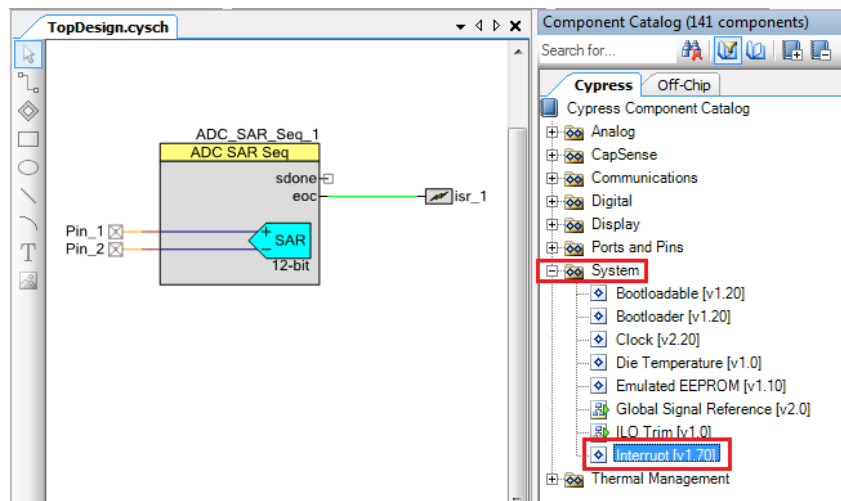 TopDesign.cysch
ADC_SAR_Seq_1
ADC SAR Seq
sdone
eoc
isr_1
Pin_1
Pin_2
+
SAR
−
12-bit
T
Component Catalog (141 components)
Search for...
Cypress
Off-Chip
Cypress Component Catalog
Analog
CapSense
Communications
Digital
Display
Ports and Pins
System
Bootloadable [v1.20]
Bootloader [v1.20]
Clock [v2.20]
Die Temperature [v1.0]
Emulated EEPROM [v1.10]
Global Signal Reference [v2.0]
ILO Trim [v1.0]
Interrupt [v1.70]
Thermal Management